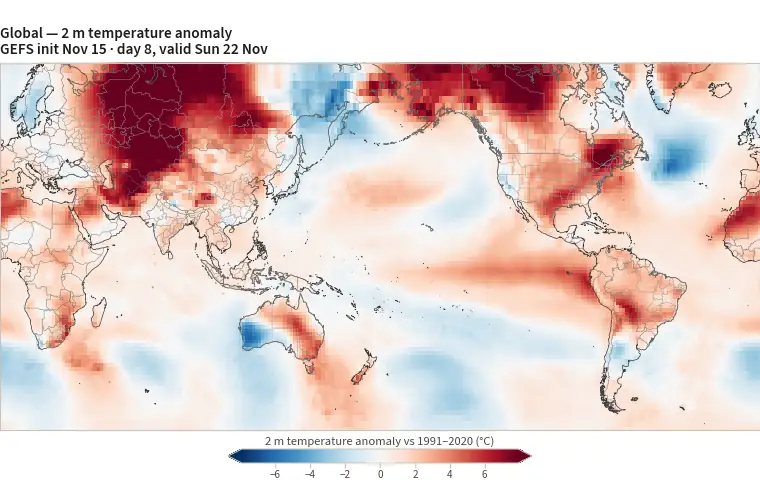 Global — 2 m temperature anomaly
GEFS init Nov 15 · day 8, valid Sun 22 Nov
2 m temperature anomaly vs 1991–2020 (°C)
−6 −4 −2 0 2 4 6